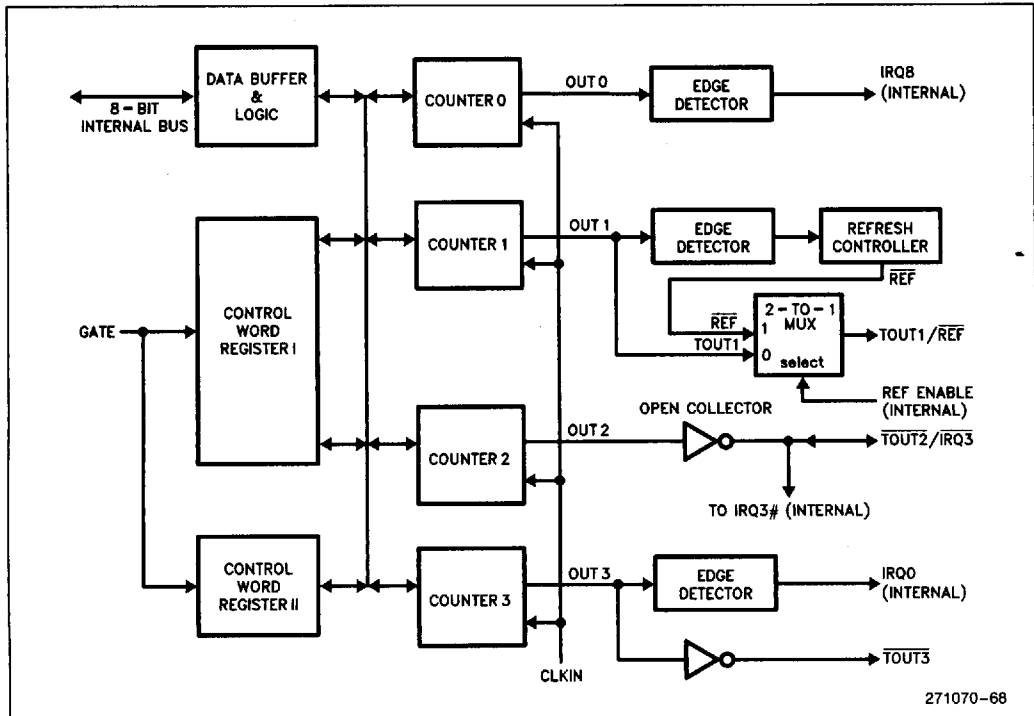 DATA BUFFER
&
LOGIC
8-BIT
INTERNAL BUS
COUNTER 0
OUT 0
EDGE
DETECTOR
IRQ8
(INTERNAL)
CONTROL
WORD
REGISTER I
GATE
COUNTER 1
OUT 1
EDGE
DETECTOR
REFRESH
CONTROLLER
REF
REF
TOUT1
1
0
2-TO-1
MUX
select
TOUT1/REF
REF ENABLE
(INTERNAL)
COUNTER 2
OUT 2
OPEN COLLECTOR
TOUT2/IRQ3
TO IRQ3# (INTERNAL)
CONTROL
WORD
REGISTER II
COUNTER 3
OUT 3
EDGE
DETECTOR
IRQ0
(INTERNAL)
TOUT3
CLKIN
271070-68